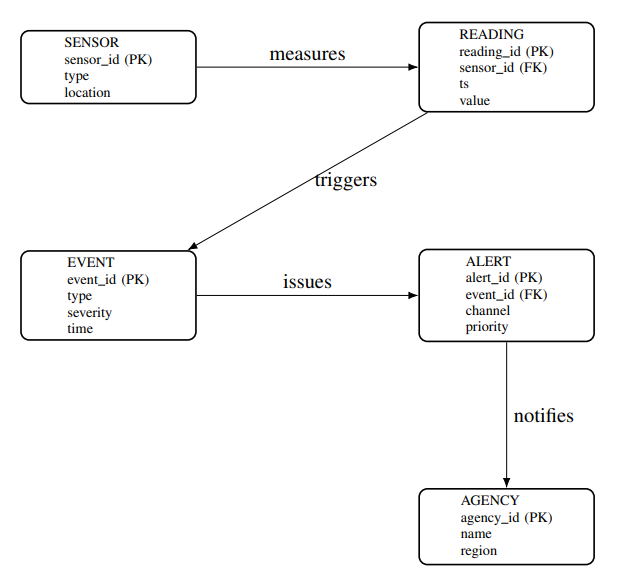 SENSOR
sensor_id (PK)
type
location
measures
READING
reading_id (PK)
sensor_id (FK)
ts
value
triggers
EVENT
event_id (PK)
type
severity
time
issues
ALERT
alert_id (PK)
event_id (FK)
channel
priority
notifies
AGENCY
agency_id (PK)
name
region